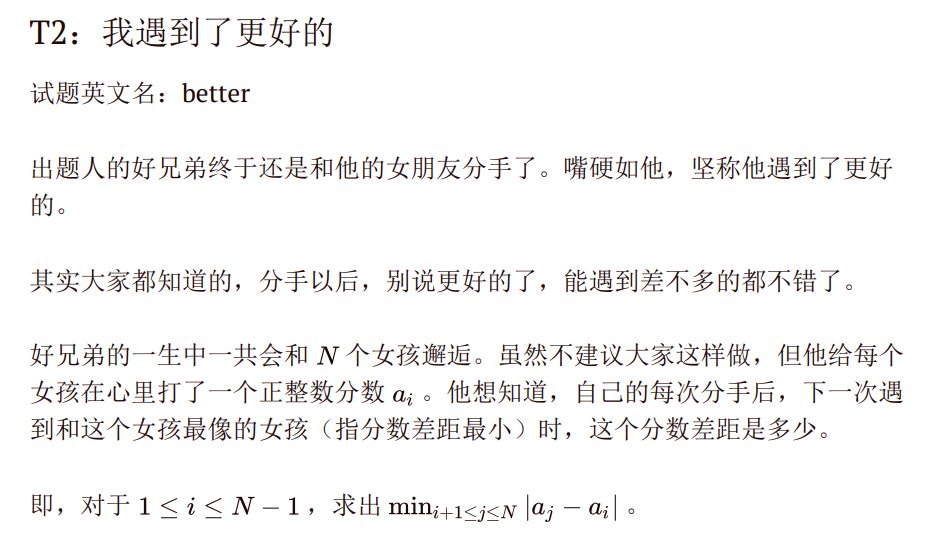 T2：我遇到了更好的
试题英文名：better
出题人的好兄弟终于还是和他的女朋友分手了。嘴硬如他，坚称他遇到了更好
的。
其实大家都知道的，分手以后，别说更好的了，能遇到差不多的都不错了。
好兄弟的一生中一共会和 N 个女孩邂逅。虽然不建议大家这样做，但他给每个
女孩在心里打了一个正整数分数 a_i 。他想知道，自己的每次分手后，下一次遇
到和这个女孩最像的女孩（指分数差距最小）时，这个分数差距是多少。
即，对于 1 ≤ i ≤ N − 1 ，求出 min_{i+1≤j≤N} |a_j − a_i| 。